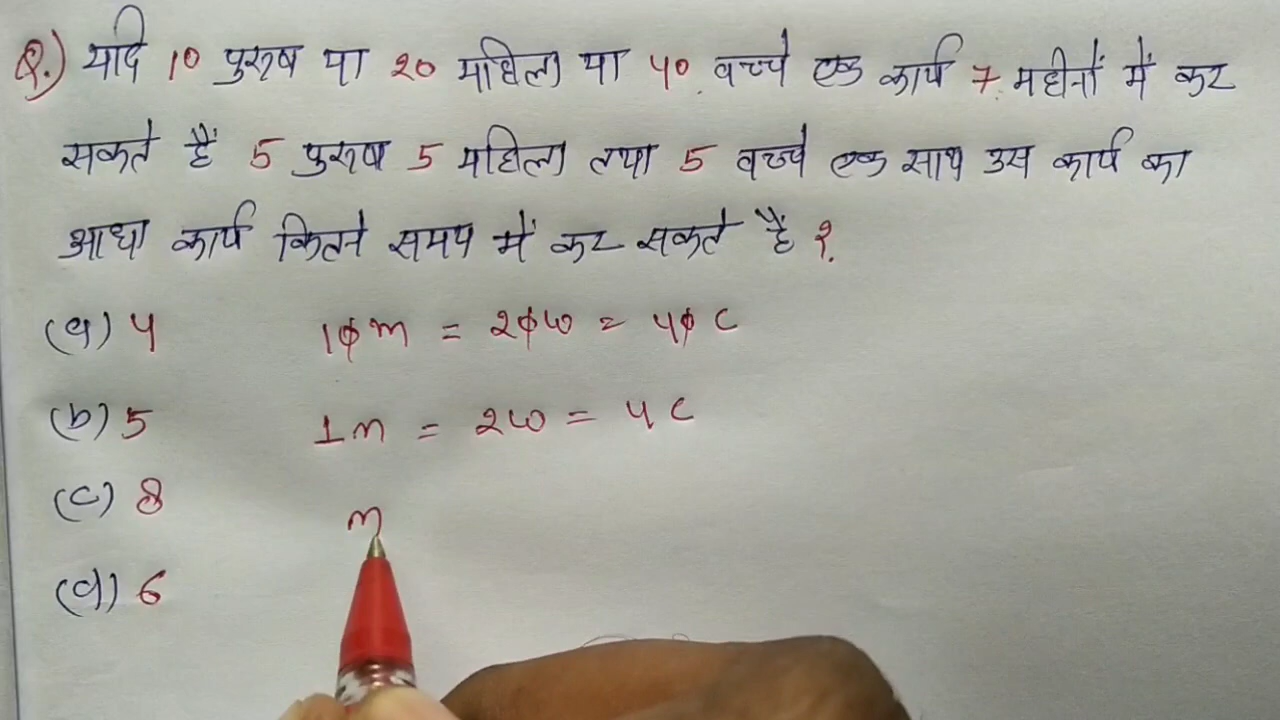 Q.) यदि 10 पुरुष या 20 महिला या 40 बच्चे एक कार्य 7 महीनों में कर
सकते हैं 5 पुरुष 5 महिला तथा 5 बच्चे एक साथ उस कार्य का
आधा कार्य कितने समय में कर सकते हैं ?
(a) 4
10m = 20w = 40c
(b) 5
1m = 2w = 4c
(c) 8
m
(d) 6